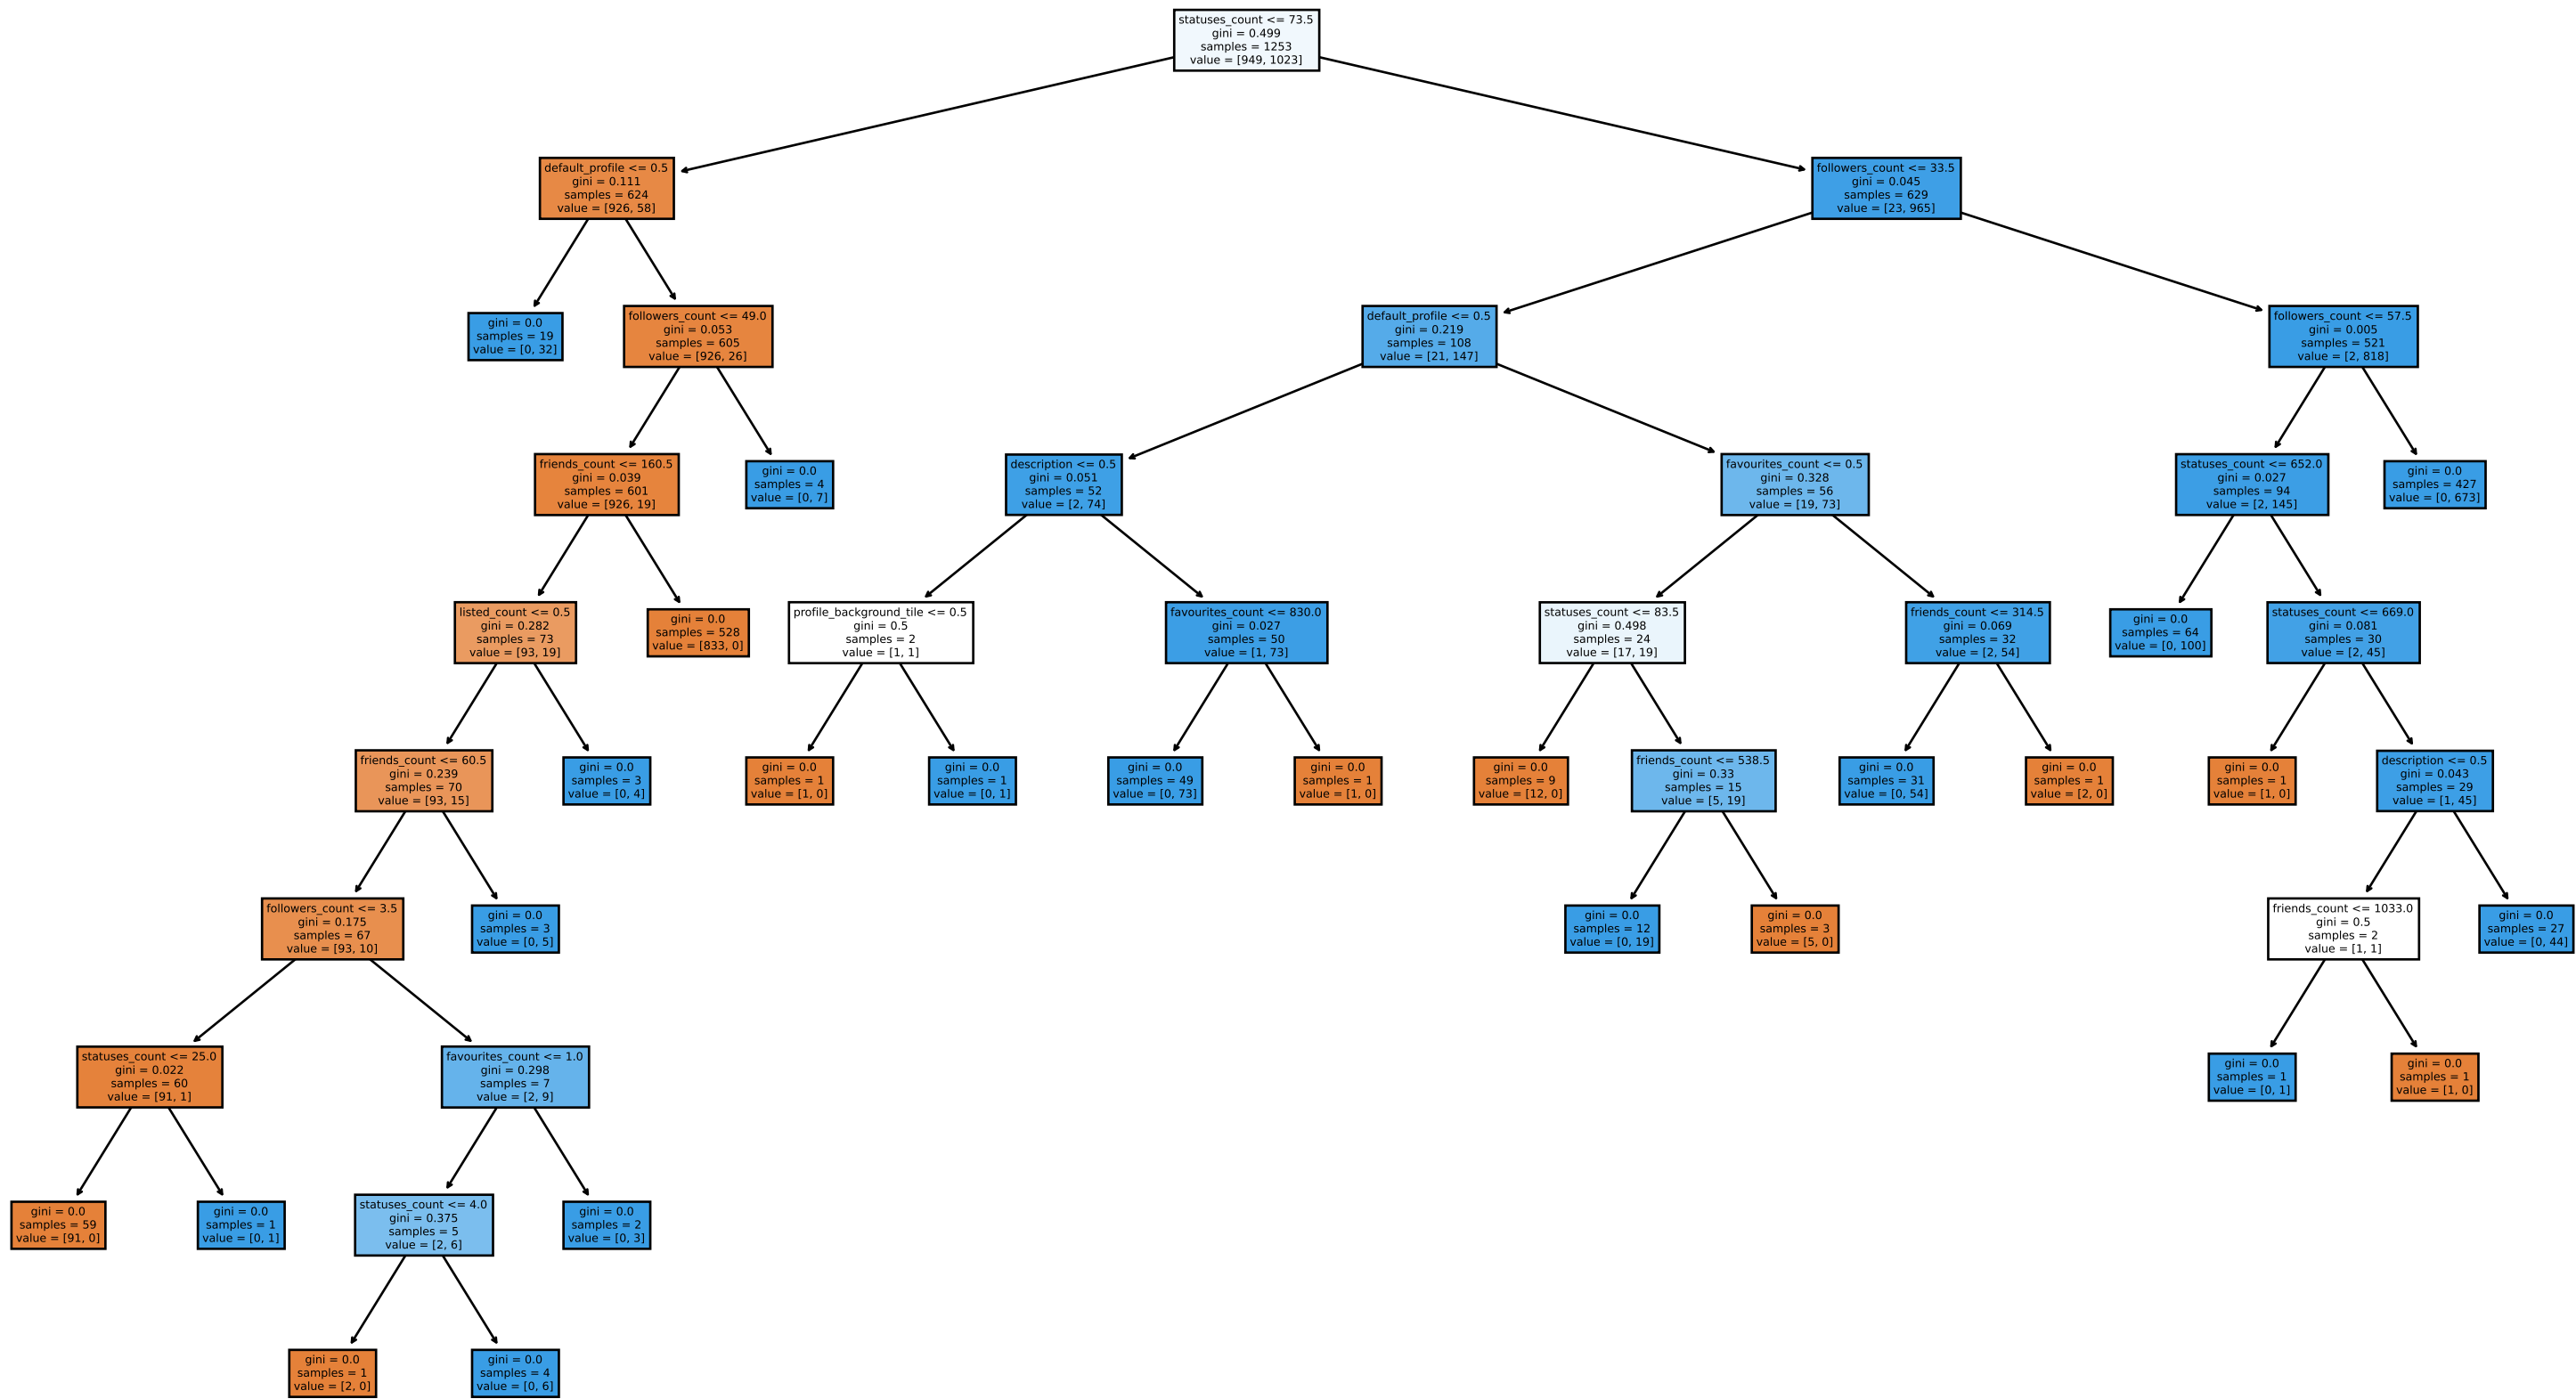 statuses_count <= 73.5
gini = 0.499
samples = 1253
value = [949, 1023]
default_profile <= 0.5
gini = 0.111
samples = 624
value = [926, 58]
followers_count <= 33.5
gini = 0.045
samples = 629
value = [23, 965]
gini = 0.0
samples = 19
value = [0, 32]
followers_count <= 49.0
gini = 0.053
samples = 605
value = [926, 26]
default_profile <= 0.5
gini = 0.219
samples = 108
value = [21, 147]
followers_count <= 57.5
gini = 0.005
samples = 521
value = [2, 818]
friends_count <= 160.5
gini = 0.039
samples = 601
value = [926, 19]
gini = 0.0
samples = 4
value = [0, 7]
description <= 0.5
gini = 0.051
samples = 52
value = [2, 74]
favourites_count <= 0.5
gini = 0.328
samples = 56
value = [19, 73]
statuses_count <= 652.0
gini = 0.027
samples = 94
value = [2, 145]
gini = 0.0
samples = 427
value = [0, 673]
listed_count <= 0.5
gini = 0.282
samples = 73
value = [93, 19]
gini = 0.0
samples = 528
value = [833, 0]
profile_background_tile <= 0.5
gini = 0.5
samples = 2
value = [1, 1]
favourites_count <= 830.0
gini = 0.027
samples = 50
value = [1, 73]
statuses_count <= 83.5
gini = 0.498
samples = 24
value = [17, 19]
friends_count <= 314.5
gini = 0.069
samples = 32
value = [2, 54]
gini = 0.0
samples = 64
value = [0, 100]
statuses_count <= 669.0
gini = 0.081
samples = 30
value = [2, 45]
friends_count <= 60.5
gini = 0.239
samples = 70
value = [93, 15]
gini = 0.0
samples = 3
value = [0, 4]
gini = 0.0
samples = 1
value = [1, 0]
gini = 0.0
samples = 1
value = [0, 1]
gini = 0.0
samples = 49
value = [0, 73]
gini = 0.0
samples = 1
value = [1, 0]
gini = 0.0
samples = 9
value = [12, 0]
friends_count <= 538.5
gini = 0.33
samples = 15
value = [5, 19]
gini = 0.0
samples = 31
value = [0, 54]
gini = 0.0
samples = 1
value = [2, 0]
gini = 0.0
samples = 1
value = [1, 0]
description <= 0.5
gini = 0.043
samples = 29
value = [1, 45]
followers_count <= 3.5
gini = 0.175
samples = 67
value = [93, 10]
gini = 0.0
samples = 3
value = [0, 5]
gini = 0.0
samples = 12
value = [0, 19]
gini = 0.0
samples = 3
value = [5, 0]
friends_count <= 1033.0
gini = 0.5
samples = 2
value = [1, 1]
gini = 0.0
samples = 27
value = [0, 44]
statuses_count <= 25.0
gini = 0.022
samples = 60
value = [91, 1]
favourites_count <= 1.0
gini = 0.298
samples = 7
value = [2, 9]
gini = 0.0
samples = 1
value = [0, 1]
gini = 0.0
samples = 1
value = [1, 0]
gini = 0.0
samples = 59
value = [91, 0]
gini = 0.0
samples = 1
value = [0, 1]
statuses_count <= 4.0
gini = 0.375
samples = 5
value = [2, 6]
gini = 0.0
samples = 2
value = [0, 3]
gini = 0.0
samples = 1
value = [2, 0]
gini = 0.0
samples = 4
value = [0, 6]